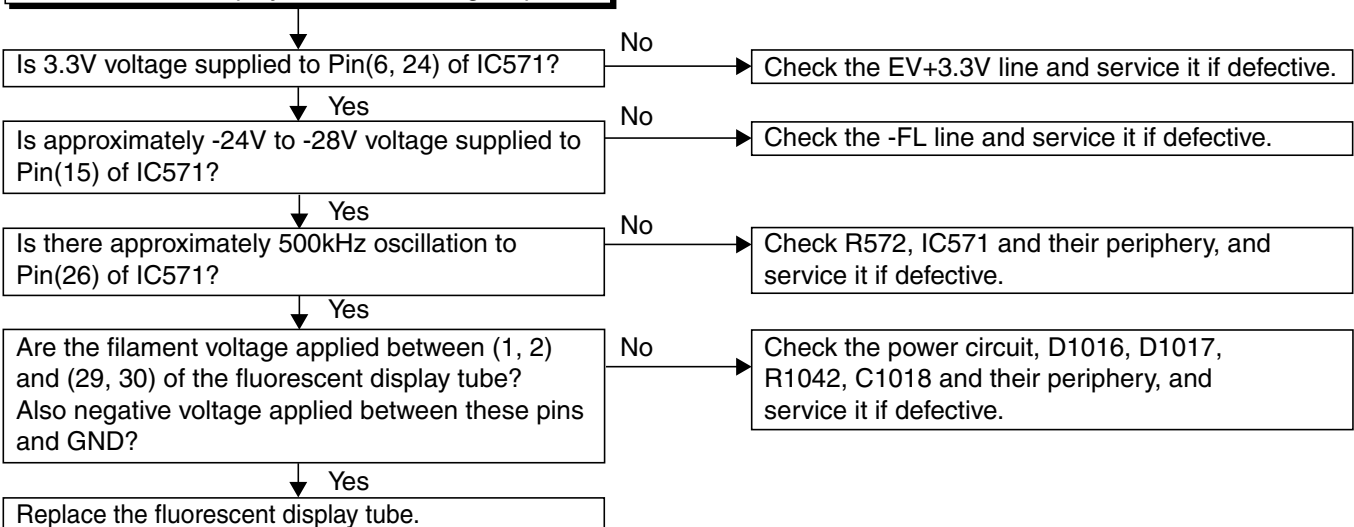 No
Is 3.3V voltage supplied to Pin(6, 24) of IC571?
Check the EV+3.3V line and service it if defective.
Yes
No
Is approximately -24V to -28V voltage supplied to
Pin(15) of IC571?
Check the -FL line and service it if defective.
Yes
No
Is there approximately 500kHz oscillation to
Pin(26) of IC571?
Check R572, IC571 and their periphery, and
service it if defective.
Yes
No
Are the filament voltage applied between (1, 2)
and (29, 30) of the fluorescent display tube?
Also negative voltage applied between these pins
and GND?
Check the power circuit, D1016, D1017,
R1042, C1018 and their periphery, and
service it if defective.
Yes
Replace the fluorescent display tube.